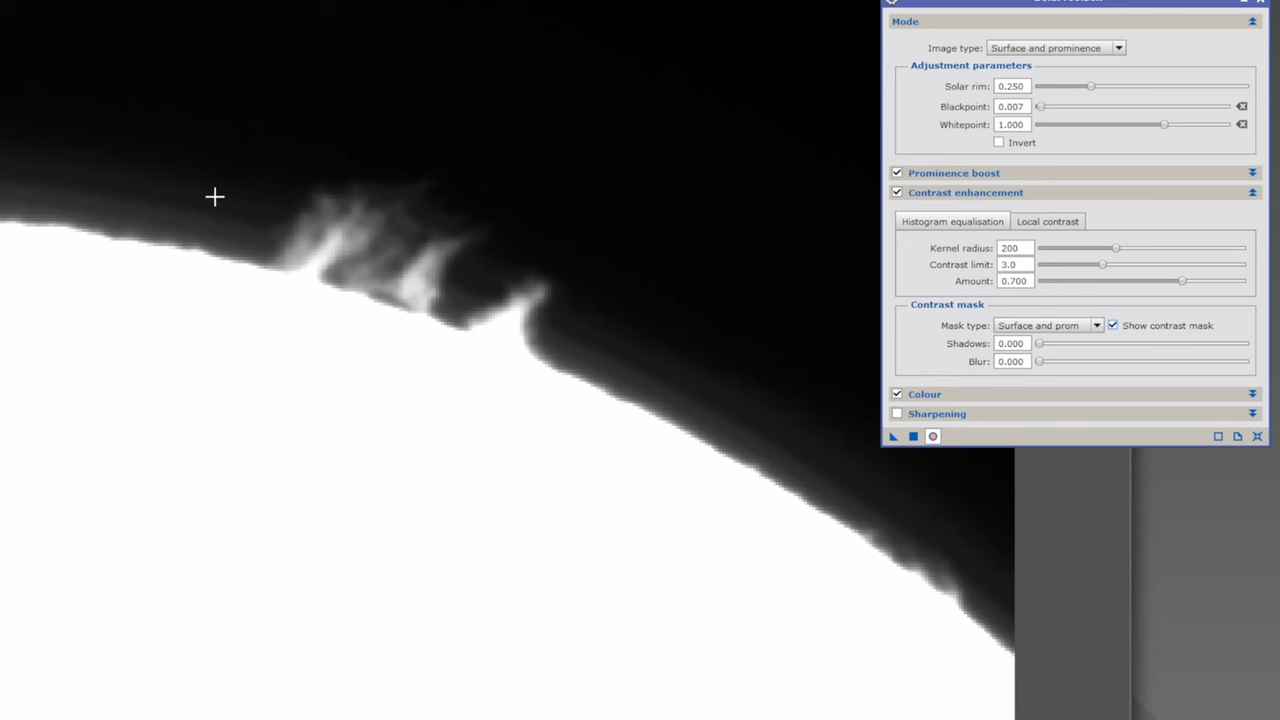 Mode
Image type: Surface and prominence
Adjustment parameters
Solar rim: 0.250
Blackpoint: 0.007
Whitepoint: 1.000
Invert
Prominence boost
Contrast enhancement
Histogram equalisation Local contrast
Kernel radius: 200
Contrast limit: 3.0
Amount: 0.700
Contrast mask
Mask type: Surface and prom Show contrast mask
Shadows: 0.000
Blur: 0.000
Colour
Sharpening